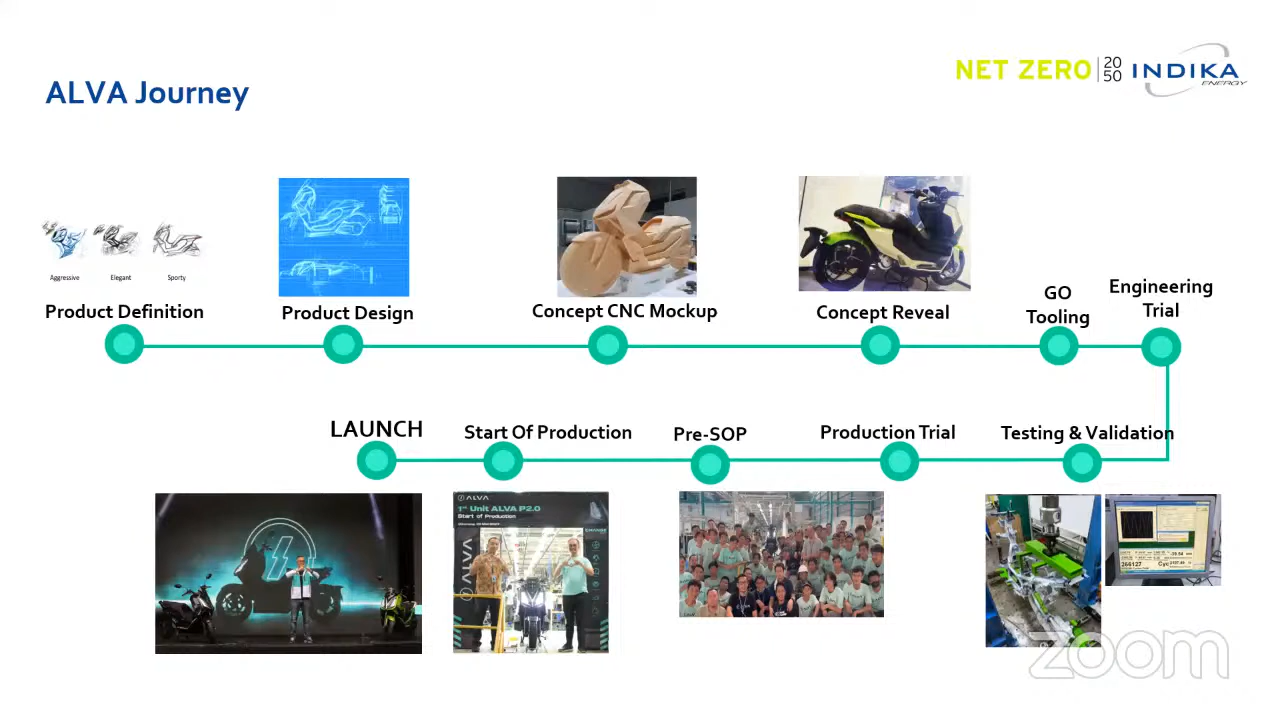 NET ZERO
20
50
INDIKA
ENERGY
ALVA Journey
Aggressive
Elegant
Sporty
Product Definition
Product Design
Concept CNC Mockup
Concept Reveal
GO
Tooling
Engineering
Trial
LAUNCH
Start Of Production
Pre-SOP
Production Trial
Testing & Validation
ALVA
1st Unit ALVA P2.0
Start of Production
ALVA
266127
zoom